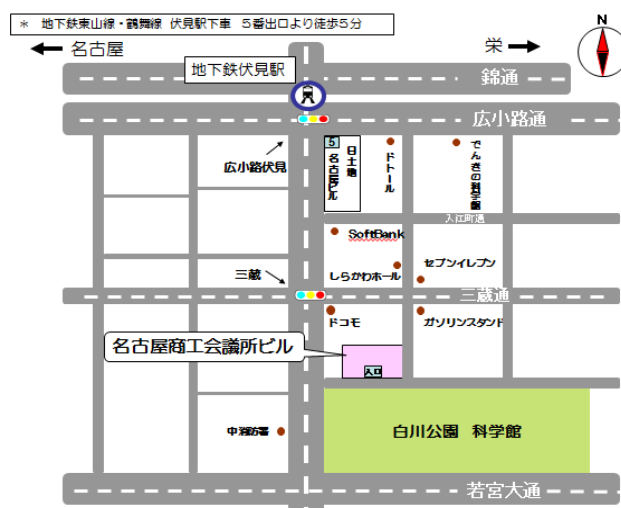 ＊ 地下鉄東山線・鶴舞線 伏見駅下車 ５番出口より徒歩５分
名古屋
栄
N
地下鉄伏見駅
錦通
広小路通
広小路伏見
5
日土地
名古屋ビル
ドトール
でんきの科学館
入江町通
SoftBank
しらかわホール
セブンイレブン
三蔵
三蔵通
ドコモ
ガソリンスタンド
名古屋商工会議所ビル
入口
中消防署
白川公園 科学館
若宮大通